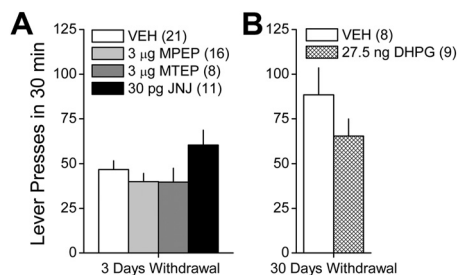 A
Lever Presses in 30 min
125
100
75
50
25
0
VEH (21)
3 μg MPEP (16)
3 μg MTEP (8)
30 pg JNJ (11)
3 Days Withdrawal
B
125
100
75
50
25
0
VEH (8)
27.5 ng DHPG (9)
30 Days Withdrawal